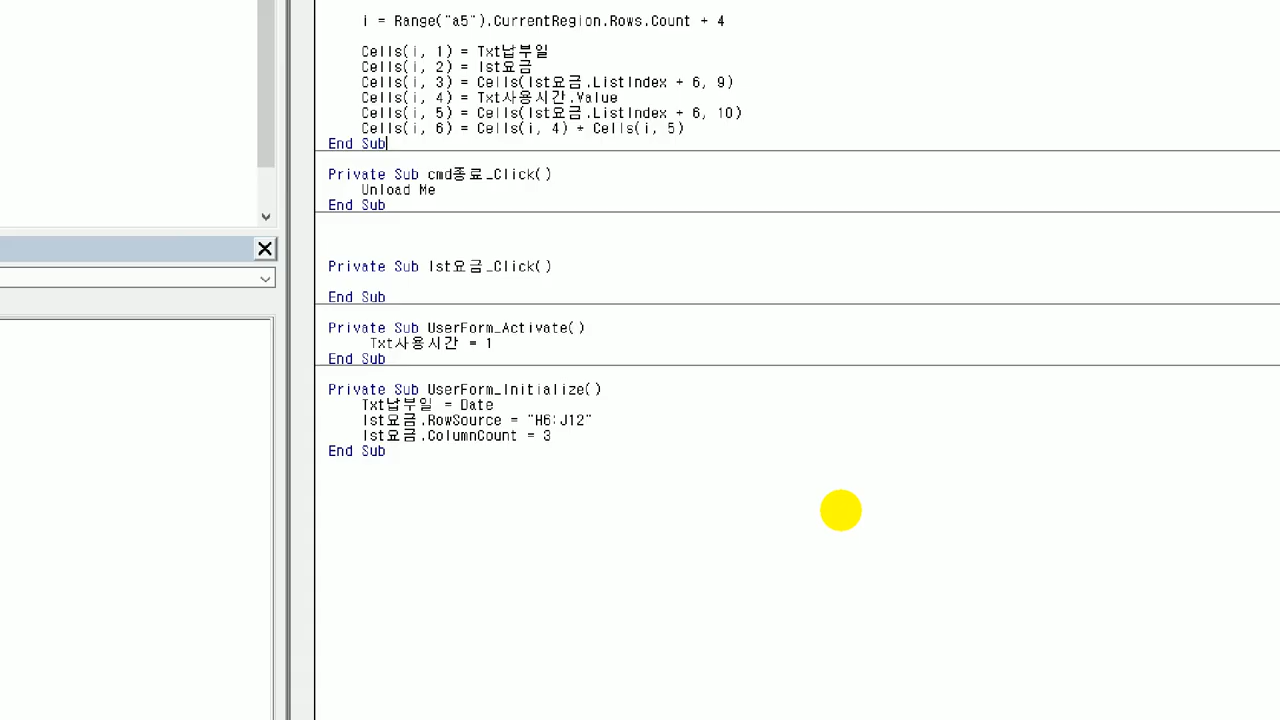 i = Range("a5").CurrentRegion.Rows.Count + 4
Cells(i, 1) = Txt납부일
Cells(i, 2) = lst요금
Cells(i, 3) = Cells(lst요금.ListIndex + 6, 9)
Cells(i, 4) = Txt사용시간.Value
Cells(i, 5) = Cells(lst요금.ListIndex + 6, 10)
Cells(i, 6) = Cells(i, 4) * Cells(i, 5)
End Sub
Private Sub cmd종료_Click()
Unload Me
End Sub
Private Sub lst요금_Click()
End Sub
Private Sub UserForm_Activate()
Txt사용시간 = 1
End Sub
Private Sub UserForm_Initialize()
Txt납부일 = Date
lst요금.RowSource = "H6:J12"
lst요금.ColumnCount = 3
End Sub